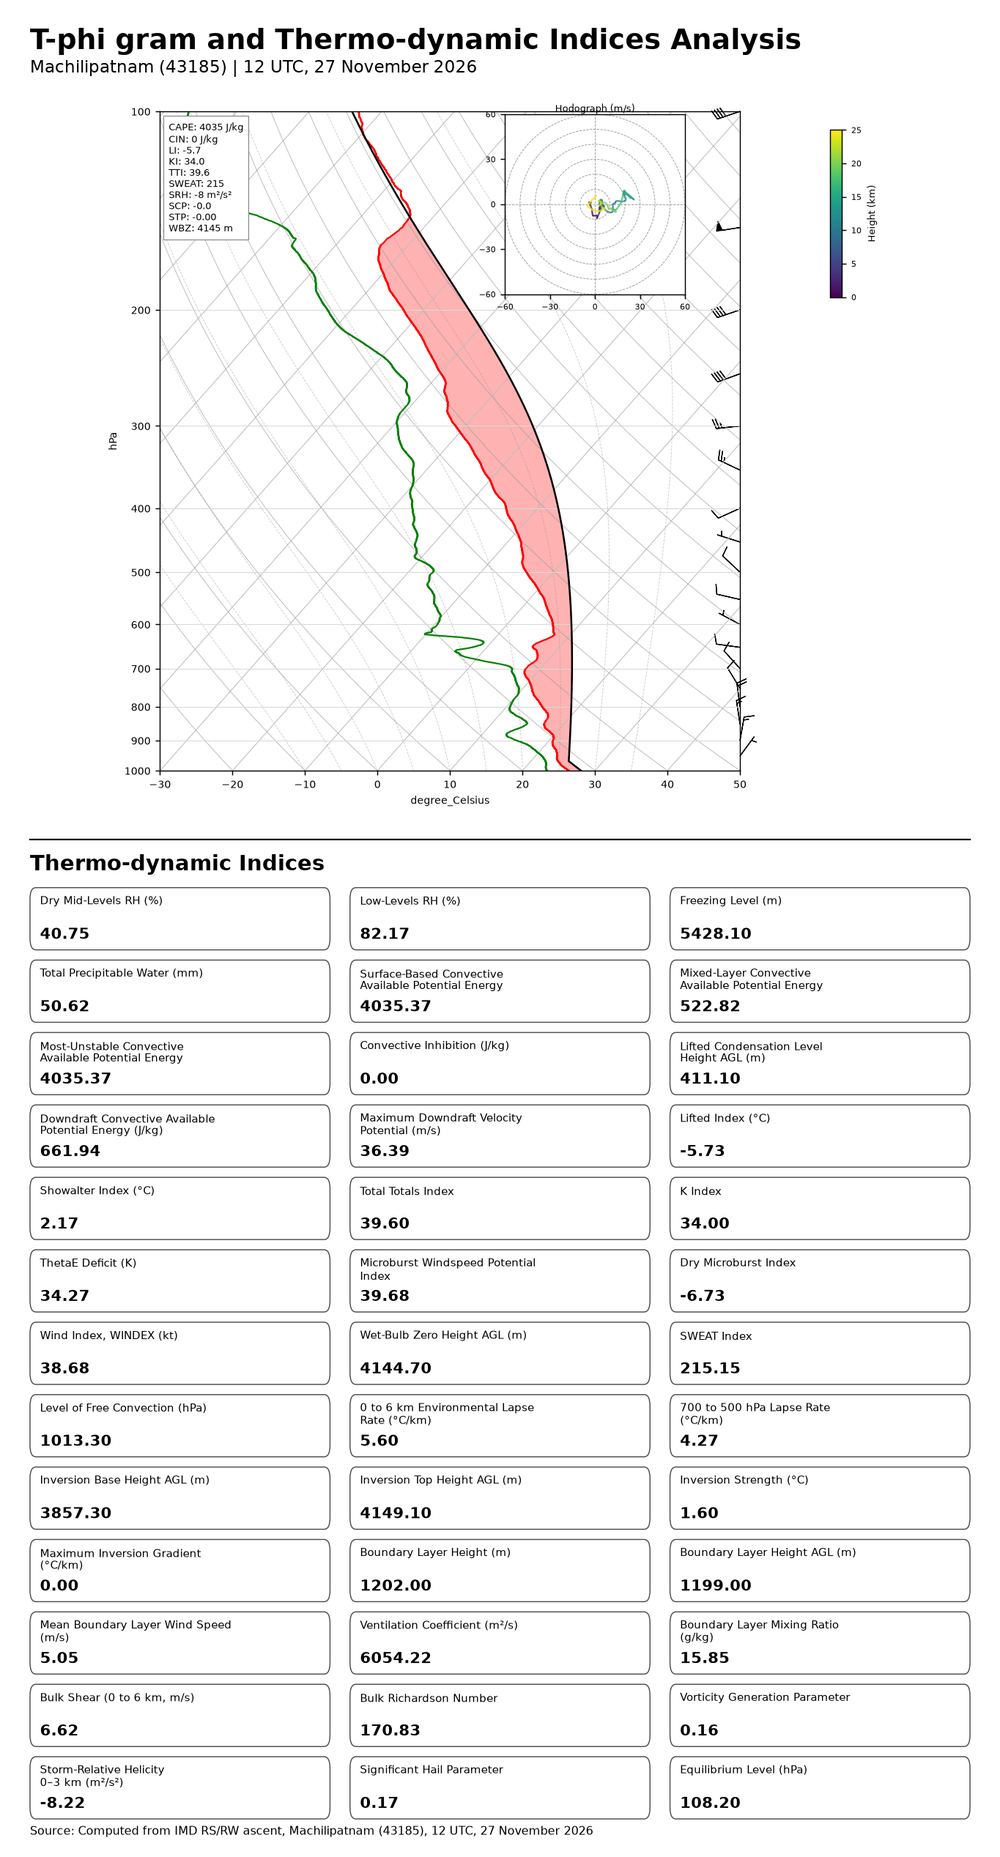 T-phi gram and Thermo-dynamic Indices Analysis
Machilipatnam (43185) | 12 UTC, 27 November 2026
Hodograph (m/s)
CAPE: 4035 J/kg
CIN: 0 J/kg
LI: -5.7
KI: 34.0
TTI: 39.6
SWEAT: 215
SRH: -8 m²/s²
SCP: -0.0
STP: -0.00
WBZ: 4145 m
60
30
0
−30
−60
−60 −30 0 30 60
25
20
15
10
5
0
Height (km)
100
200
300
400
500
600
700
800
900
1000
hPa
−30 −20 −10 0 10 20 30 40 50
degree_Celsius
Thermo-dynamic Indices
Dry Mid-Levels RH (%)
40.75
Low-Levels RH (%)
82.17
Freezing Level (m)
5428.10
Total Precipitable Water (mm)
50.62
Surface-Based Convective
Available Potential Energy
4035.37
Mixed-Layer Convective
Available Potential Energy
522.82
Most-Unstable Convective
Available Potential Energy
4035.37
Convective Inhibition (J/kg)
0.00
Lifted Condensation Level
Height AGL (m)
411.10
Downdraft Convective Available
Potential Energy (J/kg)
661.94
Maximum Downdraft Velocity
Potential (m/s)
36.39
Lifted Index (°C)
-5.73
Showalter Index (°C)
2.17
Total Totals Index
39.60
K Index
34.00
ThetaE Deficit (K)
34.27
Microburst Windspeed Potential
Index
39.68
Dry Microburst Index
-6.73
Wind Index, WINDEX (kt)
38.68
Wet-Bulb Zero Height AGL (m)
4144.70
SWEAT Index
215.15
Level of Free Convection (hPa)
1013.30
0 to 6 km Environmental Lapse
Rate (°C/km)
5.60
700 to 500 hPa Lapse Rate
(°C/km)
4.27
Inversion Base Height AGL (m)
3857.30
Inversion Top Height AGL (m)
4149.10
Inversion Strength (°C)
1.60
Maximum Inversion Gradient
(°C/km)
0.00
Boundary Layer Height (m)
1202.00
Boundary Layer Height AGL (m)
1199.00
Mean Boundary Layer Wind Speed
(m/s)
5.05
Ventilation Coefficient (m²/s)
6054.22
Boundary Layer Mixing Ratio
(g/kg)
15.85
Bulk Shear (0 to 6 km, m/s)
6.62
Bulk Richardson Number
170.83
Vorticity Generation Parameter
0.16
Storm-Relative Helicity
0–3 km (m²/s²)
-8.22
Significant Hail Parameter
0.17
Equilibrium Level (hPa)
108.20
Source: Computed from IMD RS/RW ascent, Machilipatnam (43185), 12 UTC, 27 November 2026